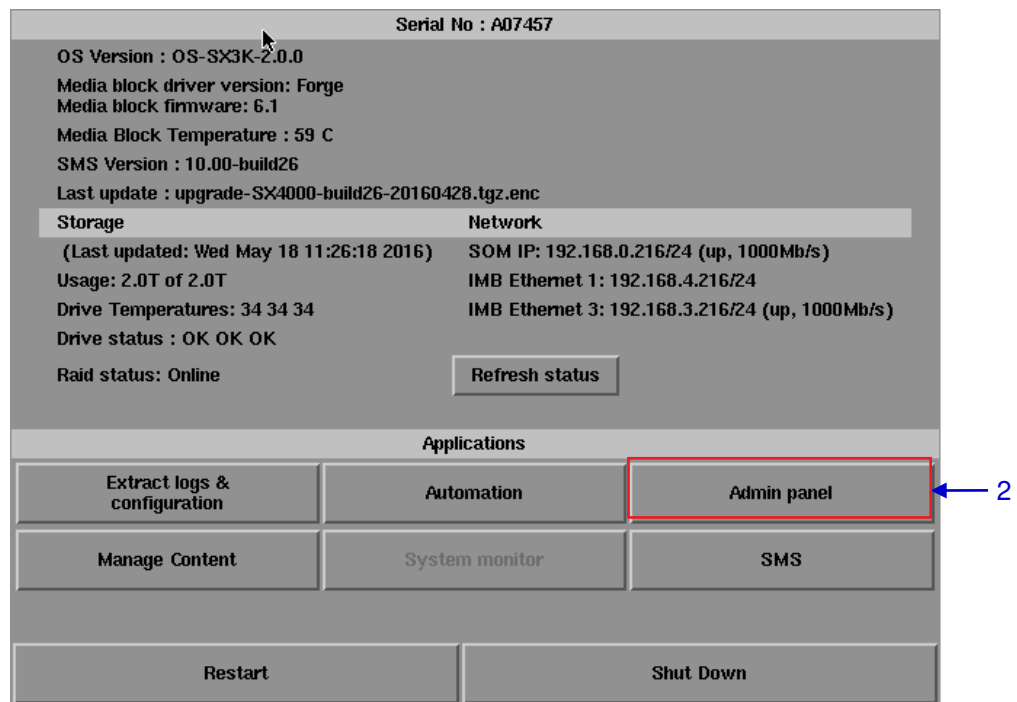 Serial No : A07457
OS Version : OS-SX3K-2.0.0
Media block driver version: Forge
Media block firmware: 6.1
Media Block Temperature : 59 C
SMS Version : 10.00-build26
Last update : upgrade-SX4000-build26-20160428.tgz.enc
Storage
Network
(Last updated: Wed May 18 11:26:18 2016)
SOM IP: 192.168.0.216/24 (up, 1000Mb/s)
Usage: 2.0T of 2.0T
IMB Ethernet 1: 192.168.4.216/24
Drive Temperatures: 34 34 34
IMB Ethernet 3: 192.168.3.216/24 (up, 1000Mb/s)
Drive status : OK OK OK
Raid status: Online
Refresh status
Applications
Extract logs &
configuration
Automation
Admin panel
2
Manage Content
System monitor
SMS
Restart
Shut Down